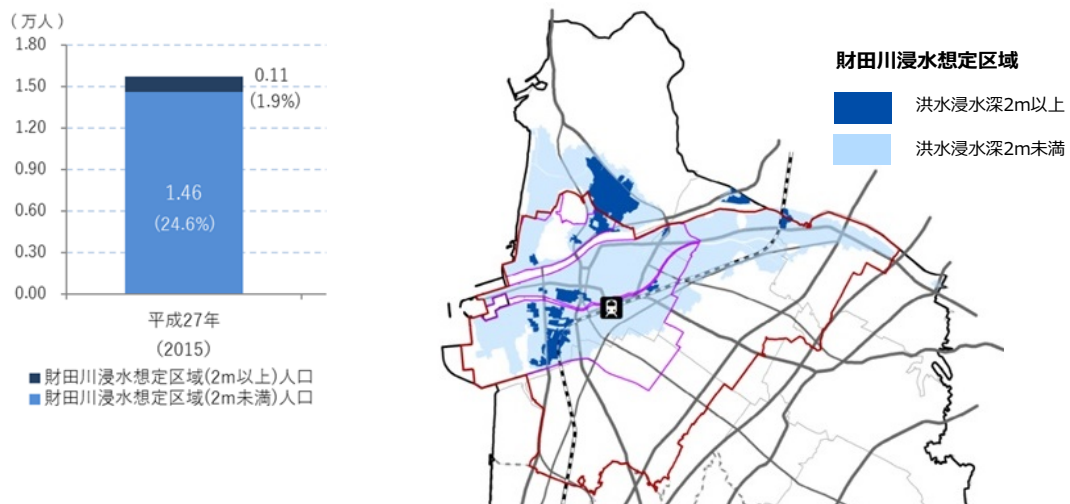 （万人）
1.80
1.50
1.20
0.90
0.60
0.30
0.00
0.11
(1.9%)
1.46
(24.6%)
平成27年
(2015)
■財田川浸水想定区域(2m以上)人口
■財田川浸水想定区域(2m未満)人口
財田川浸水想定区域
洪水浸水深2m以上
洪水浸水深2m未満